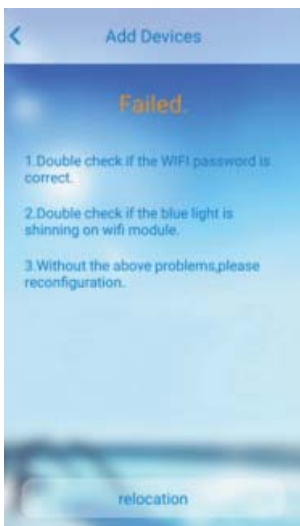 Add Devices
Failed.
1.Double check if the WIFI password is
correct.
2.Double check if the blue light is
shinning on wifi module.
3.Without the above problems,please
reconfiguration.
relocation